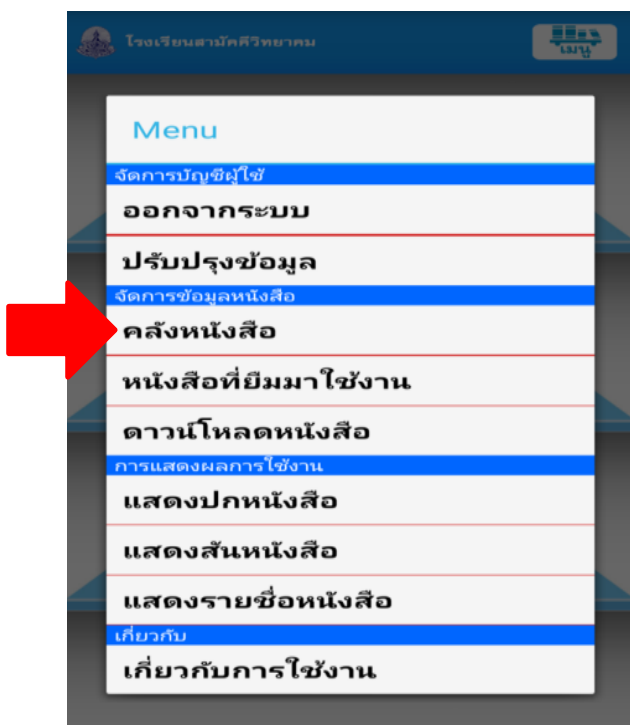 โรงเรียนสามัคคีวิทยาคม
เมนู
Menu
จัดการบัญชีผู้ใช้
ออกจากระบบ
ปรับปรุงข้อมูล
จัดการข้อมูลหนังสือ
คลังหนังสือ
หนังสือที่ยืมมาใช้งาน
ดาวน์โหลดหนังสือ
การแสดงผลการใช้งาน
แสดงปกหนังสือ
แสดงสันหนังสือ
แสดงรายชื่อหนังสือ
เกี่ยวกับ
เกี่ยวกับการใช้งาน